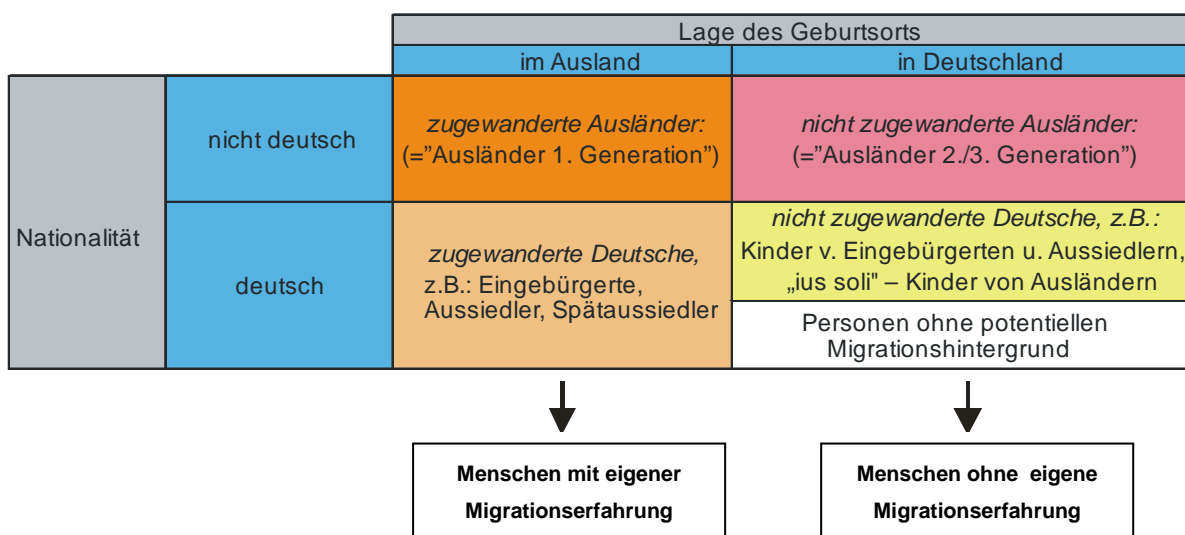 Lage des Geburtsorts
im Ausland
in Deutschland
Nationalität
nicht deutsch
zugewanderte Ausländer:
(="Ausländer 1. Generation”)
nicht zugewanderte Ausländer:
(="Ausländer 2./3. Generation”)
deutsch
zugewanderte Deutsche,
z.B.: Eingebürgerte,
Aussiedler, Spätaussiedler
nicht zugewanderte Deutsche, z.B.:
Kinder v. Eingebürgerten u. Aussiedlern,
„ius soli" – Kinder von Ausländern
Personen ohne potentiellen
Migrationshintergrund
Menschen mit eigener
Migrationserfahrung
Menschen ohne eigene
Migrationserfahrung